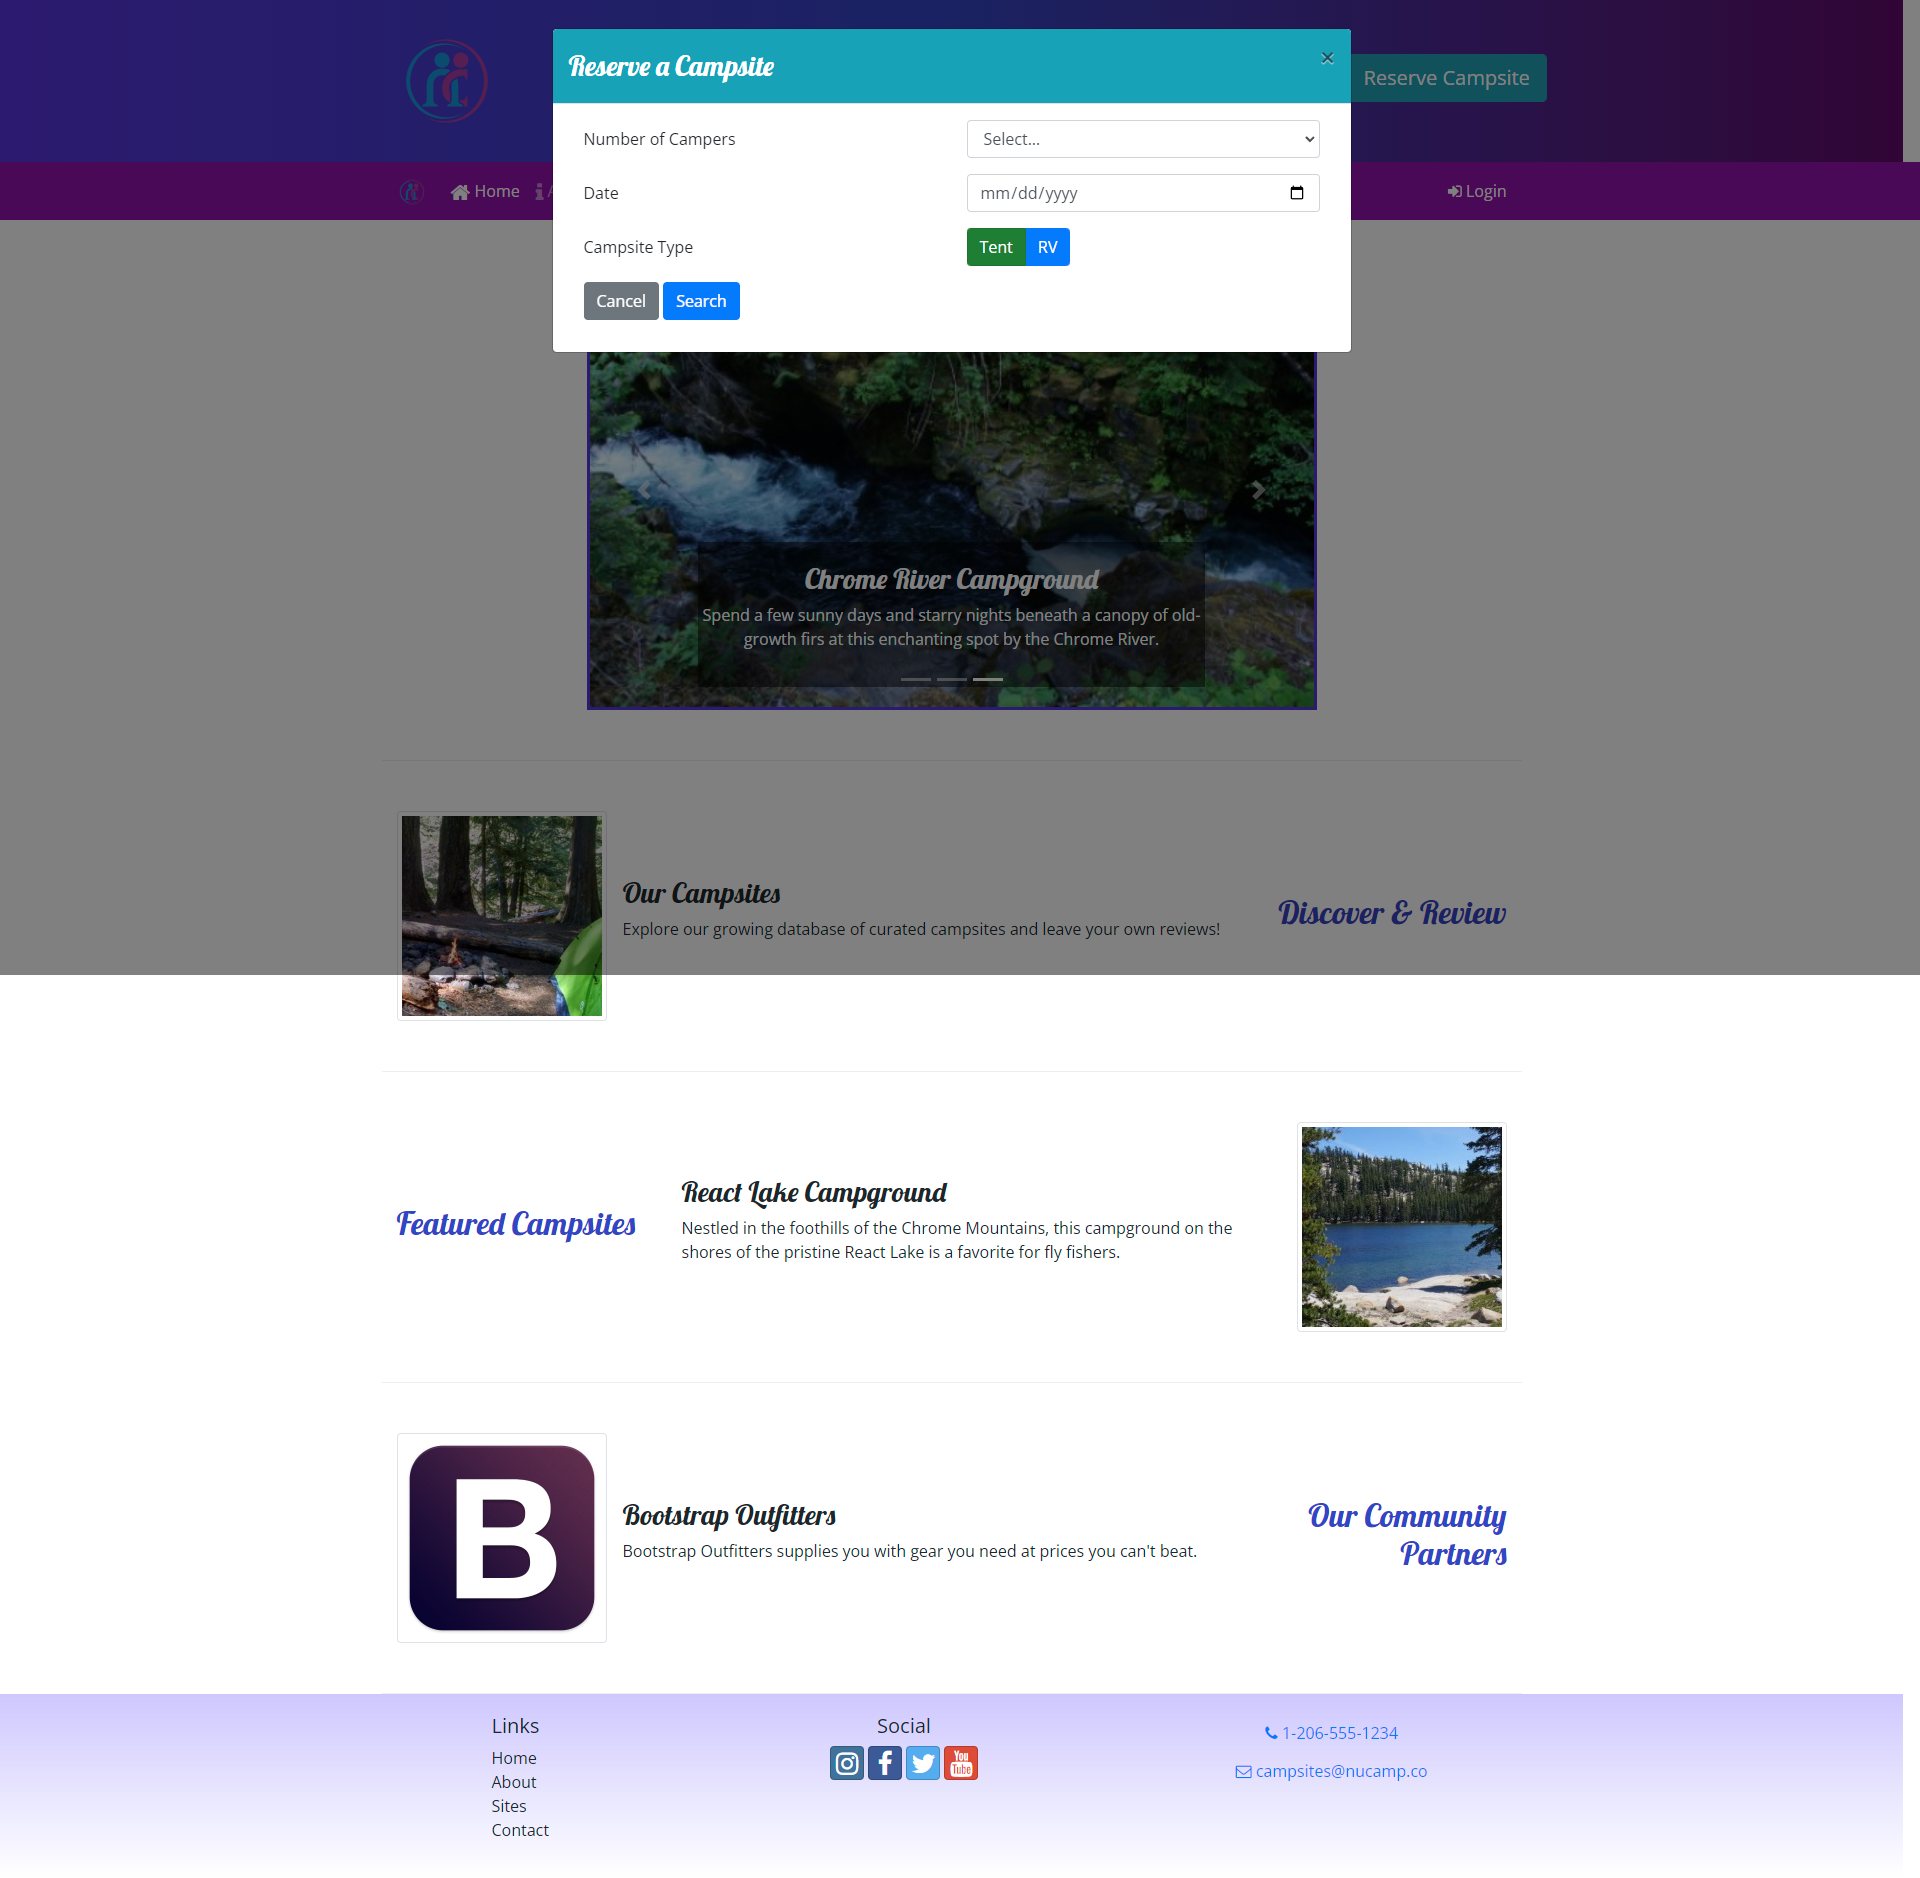 Reserve a Campsite
×
Reserve Campsite
Number of Campers
Select...
Home
Login
Date
mm/dd/yyyy
Campsite Type
Tent
RV
Cancel
Search
Chrome River Campground
Spend a few sunny days and starry nights beneath a canopy of old-
growth firs at this enchanting spot by the Chrome River.
Our Campsites
Explore our growing database of curated campsites and leave your own reviews!
Discover & Review
Featured Campsites
React Lake Campground
Nestled in the foothills of the Chrome Mountains, this campground on the
shores of the pristine React Lake is a favorite for fly fishers.
B
Bootstrap Outfitters
Bootstrap Outfitters supplies you with gear you need at prices you can't beat.
Our Community
Partners
Links
Home
About
Sites
Contact
Social
You
Tube
1-206-555-1234
campsites@nucamp.co